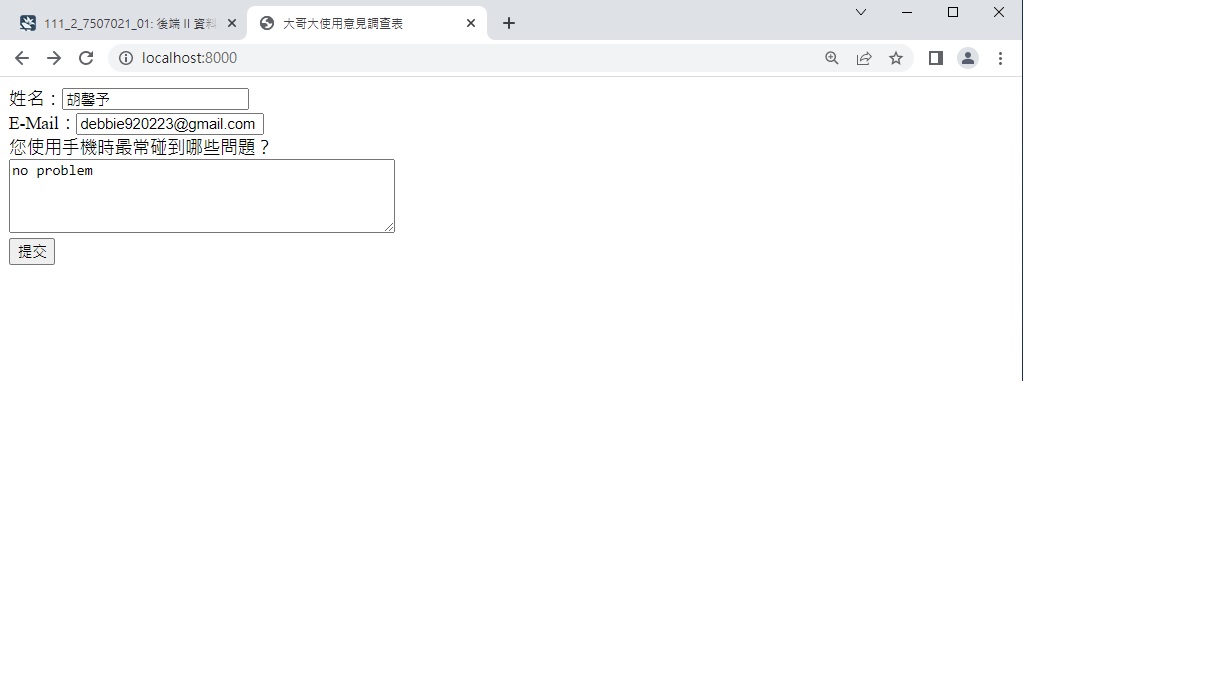 111_2_7507021_01: 後端 II 資料
大哥大使用意見調查表
localhost:8000
姓名：胡馨予
E-Mail：debbie920223@gmail.com
您使用手機時最常碰到哪些問題？
no problem
提交